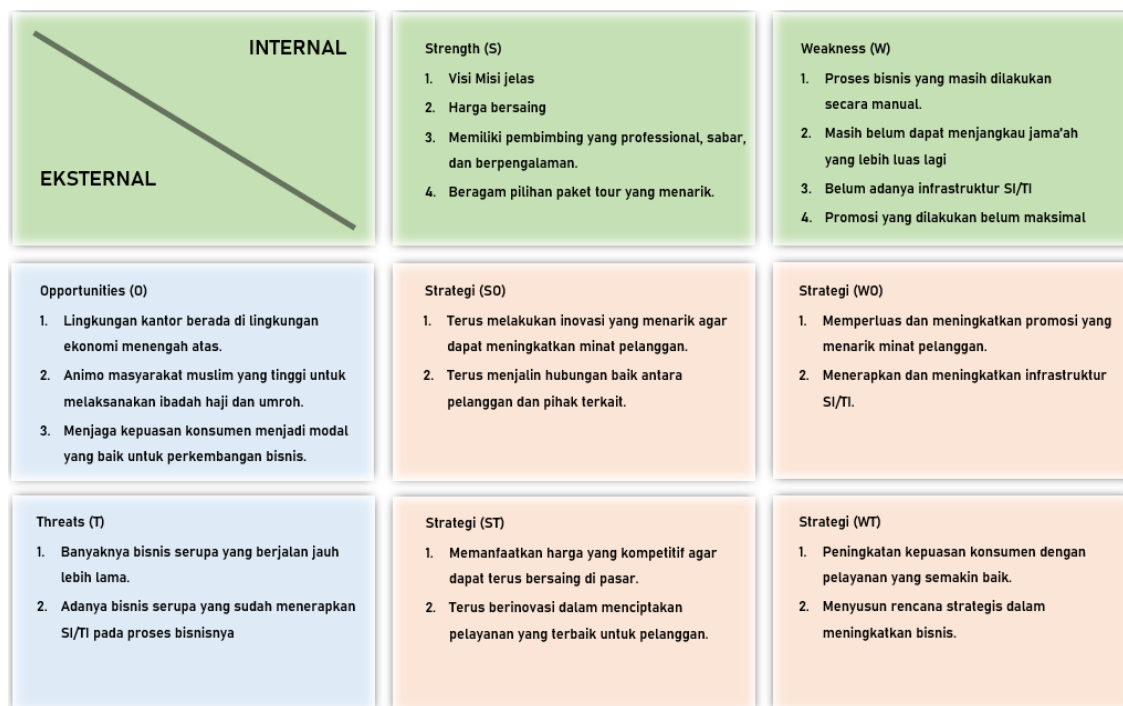 INTERNAL
EKSTERNAL
Strength (S)
1. Visi Misi jelas
2. Harga bersaing
3. Memiliki pembimbing yang professional, sabar,
dan berpengalaman.
4. Beragam pilihan paket tour yang menarik.
Weakness (W)
1. Proses bisnis yang masih dilakukan
secara manual.
2. Masih belum dapat menjangkau jama'ah
yang lebih luas lagi
3. Belum adanya infrastruktur SI/TI
4. Promosi yang dilakukan belum maksimal
Opportunities (O)
1. Lingkungan kantor berada di lingkungan
ekonomi menengah atas.
2. Animo masyarakat muslim yang tinggi untuk
melaksanakan ibadah haji dan umroh.
3. Menjaga kepuasan konsumen menjadi modal
yang baik untuk perkembangan bisnis.
Strategi (SO)
1. Terus melakukan inovasi yang menarik agar
dapat meningkatkan minat pelanggan.
2. Terus menjalin hubungan baik antara
pelanggan dan pihak terkait.
Strategi (WO)
1. Memperluas dan meningkatkan promosi yang
menarik minat pelanggan.
2. Menerapkan dan meningkatkan infrastruktur
SI/TI.
Threats (T)
1. Banyaknya bisnis serupa yang berjalan jauh
lebih lama.
2. Adanya bisnis serupa yang sudah menerapkan
SI/TI pada proses bisnisnya
Strategi (ST)
1. Memanfaatkan harga yang kompetitif agar
dapat terus bersaing di pasar.
2. Terus berinovasi dalam menciptakan
pelayanan yang terbaik untuk pelanggan.
Strategi (WT)
1. Peningkatan kepuasan konsumen dengan
pelayanan yang semakin baik.
2. Menyusun rencana strategis dalam
meningkatkan bisnis.